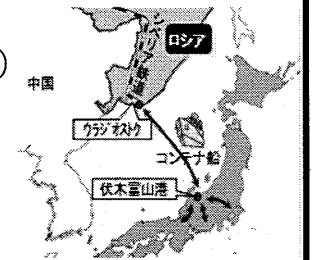 シベリア鉄道
ロシア
中国
ウラジオストク
コンテナ船
伏木富山港